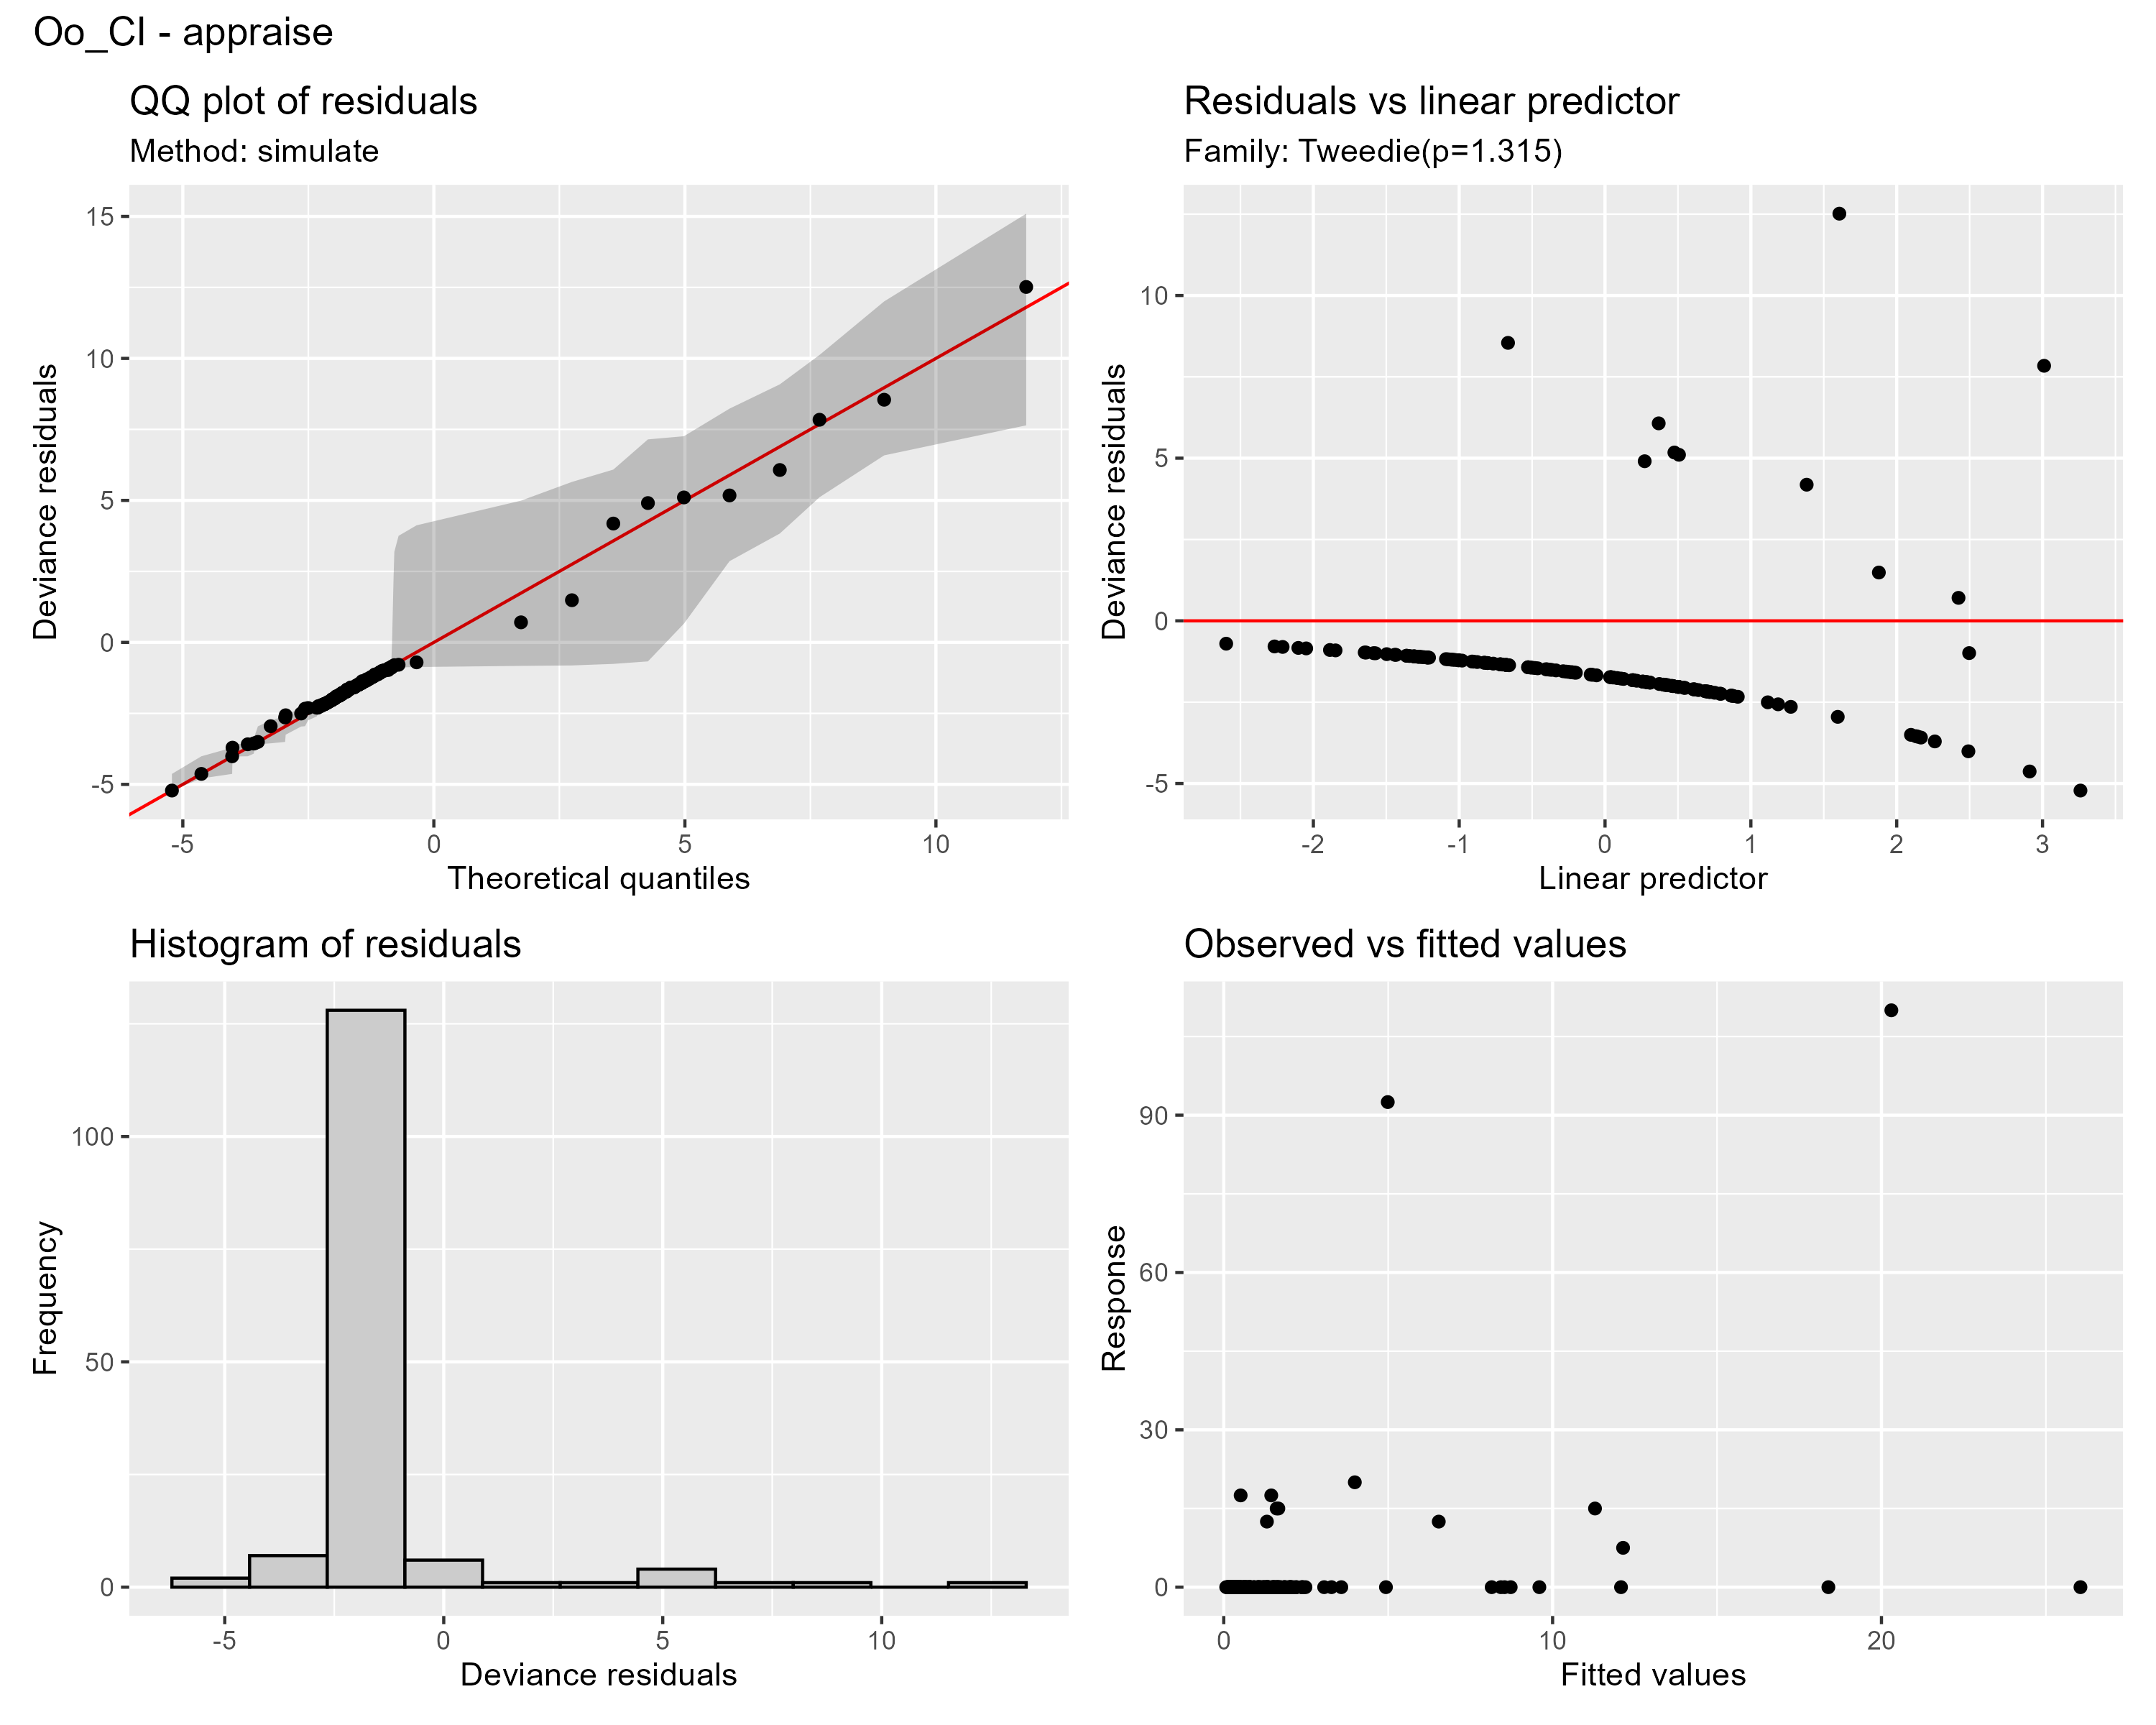 Oo_CI - appraise
QQ plot of residuals
Method: simulate
15
10
5
0
-5
-5
0
5
10
Deviance residuals
Theoretical quantiles
Residuals vs linear predictor
Family: Tweedie(p=1.315)
10
5
0
-5
-2
-1
0
1
2
3
Deviance residuals
Linear predictor
Histogram of residuals
100
50
0
-5
0
5
10
Frequency
Deviance residuals
Observed vs fitted values
90
60
30
0
0
10
20
Response
Fitted values